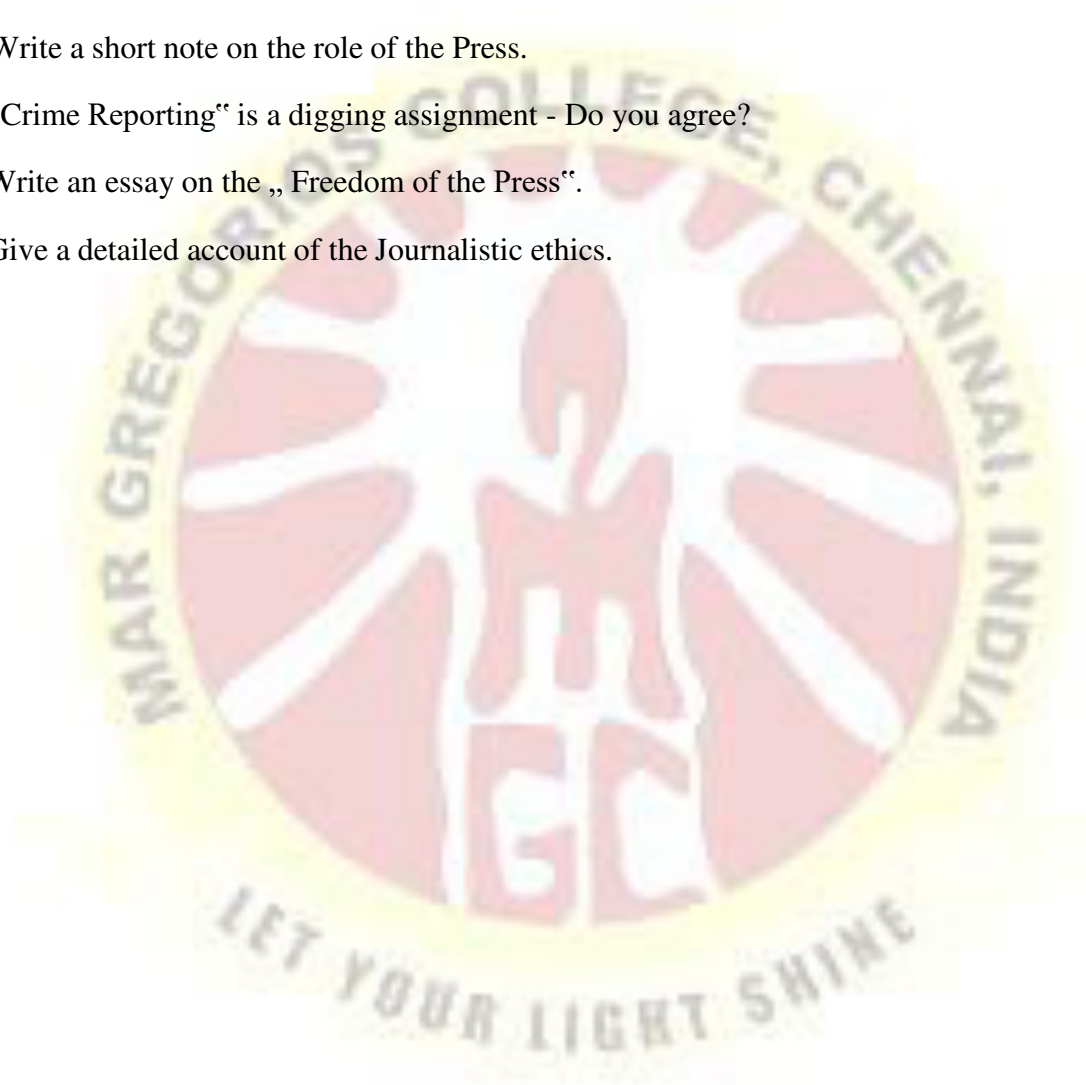 Write a short note on the role of the Press.
Crime Reporting‟ is a digging assignment - Do you agree?
Write an essay on the „ Freedom of the Press‟.
Give a detailed account of the Journalistic ethics.
MAR GREGORIOS COLLEGE, CHENNAI, INDIA
MGC
LET YOUR LIGHT SHINE